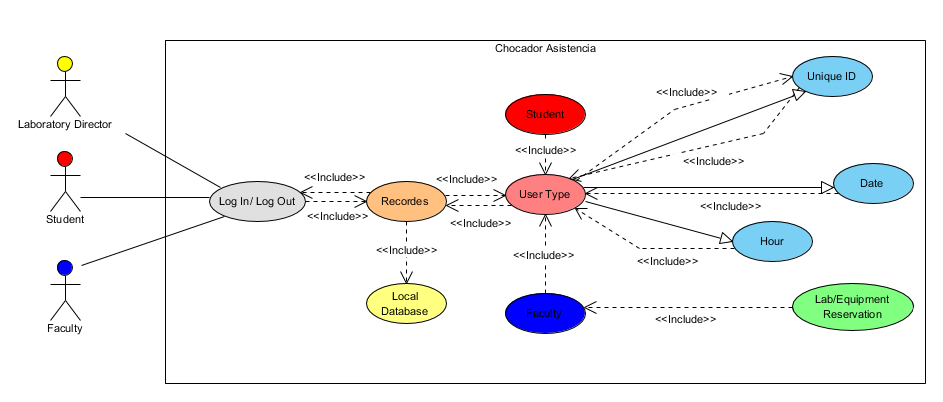 Chocador Asistencia
Laboratory Director
Student
Faculty
Log In/ Log Out
<<Include>>
<<Include>>
Recordes
<<Include>>
Local
Database
<<Include>>
<<Include>>
Student
<<Include>>
User Type
<<Include>>
Faculty
<<Include>>
<<Include>>
Unique ID
<<Include>>
Date
<<Include>>
Hour
<<Include>>
Lab/Equipment
Reservation